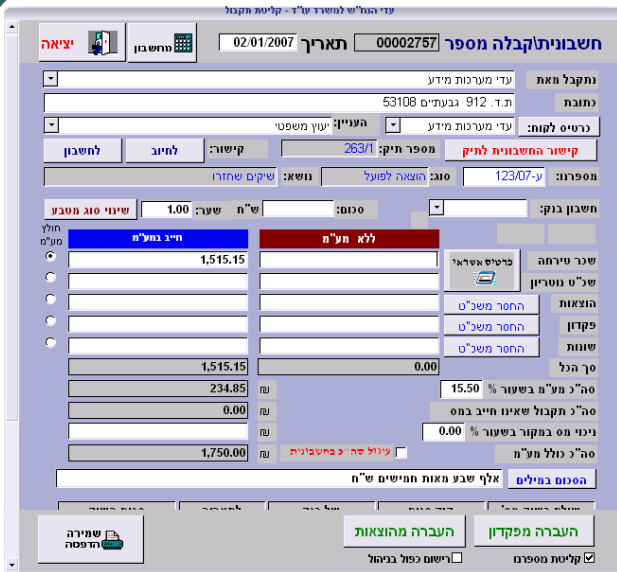 עדי הנה"ש למשרד עו"ד - קליטת תקבול
חשבונית\קבלה מספר 00002757 תאריך 02/01/2007 מחשבון יציאה
נתקבל מאת עדי מערכות מידע
כתובת ת.ד. 912 גבעתיים 53108
כרטיס לקוח: עדי מערכות מידע העניין: יעוץ משפטי
קישור החשבונית לתיק מספר תיק: 263/1 קישור: לחיוב לחשבון
מספרנו: ע-123/07 סוג: הוצאה לפועל נושא: שיקים שחזרו
חשבון בנק: סכום: ש"ח שער: 1.00 שינוי סוג מטבע
ללא מע"מ חייב במע"מ חולץ מע"מ
שכר טירחה כרטיס אשראי 1,515.15
שכ"ט נוטריון
הוצאות החסר משכ"ט
פקדון החסר משכ"ט
שונות החסר משכ"ט
סך הכל 0.00 1,515.15
סה"כ מע"מ בשעור % 15.50 ₪ 234.85
סה"כ תקבול שאינו חייב במס ₪ 0.00
ניכוי מס במקור בשעור % 0.00 ₪
סה"כ כולל מע"מ עיגול סה"כ בחשבונית ₪ 1,750.00
הסכום במילים אלף שבע מאות חמישים ש"ח
העברה מפקדון העברה מהוצאות שמירה הדפסה
קליטת מספרנו רישום כפול בניהול